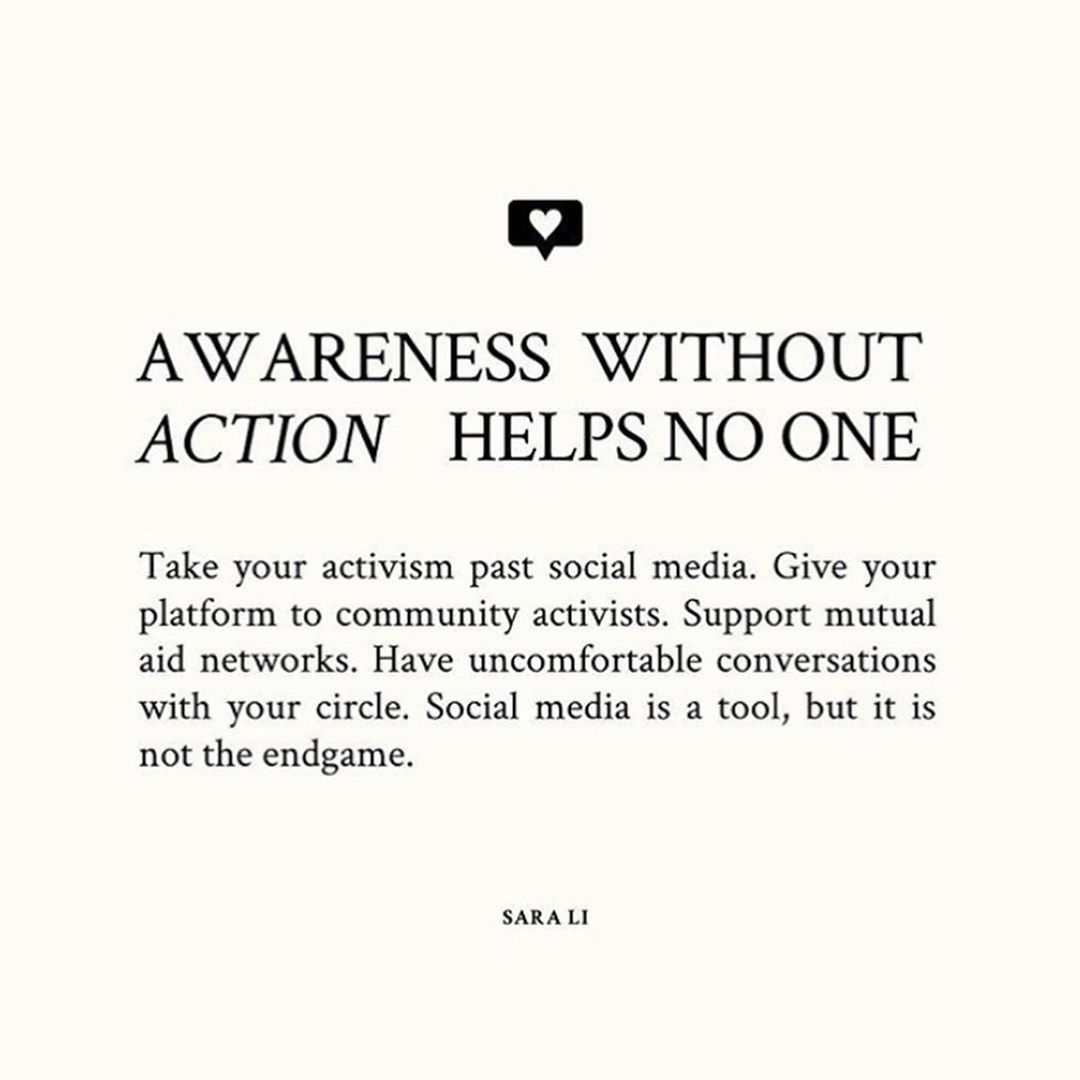 AWARENESS WITHOUT
ACTION HELPS NO ONE
Take your activism past social media. Give your
platform to community activists. Support mutual
aid networks. Have uncomfortable conversations
with your circle. Social media is a tool, but it is
not the endgame.
SARA LI